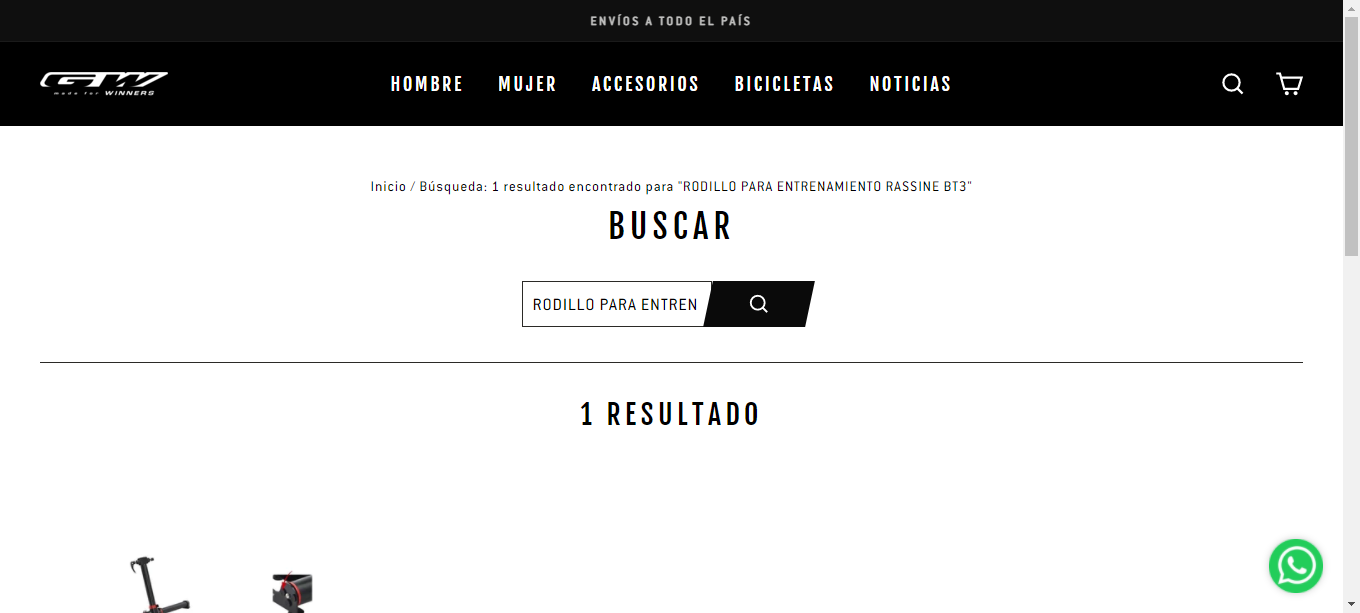 ENVÍOS A TODO EL PAÍS
GW
made for WINNERS
HOMBRE MUJER ACCESORIOS BICICLETAS NOTICIAS
Inicio / Búsqueda: 1 resultado encontrado para "RODILLO PARA ENTRENAMIENTO RASSINE BT3"
BUSCAR
RODILLO PARA ENTREN
1 RESULTADO